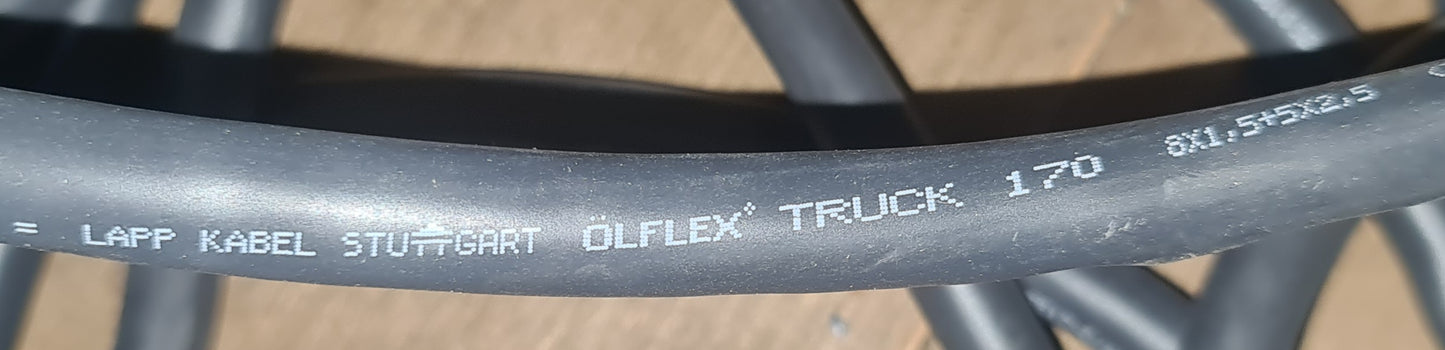 = LAPP KABEL STUTTGART ÖLFLEX® TRUCK 170 8X1,5+5X2,5